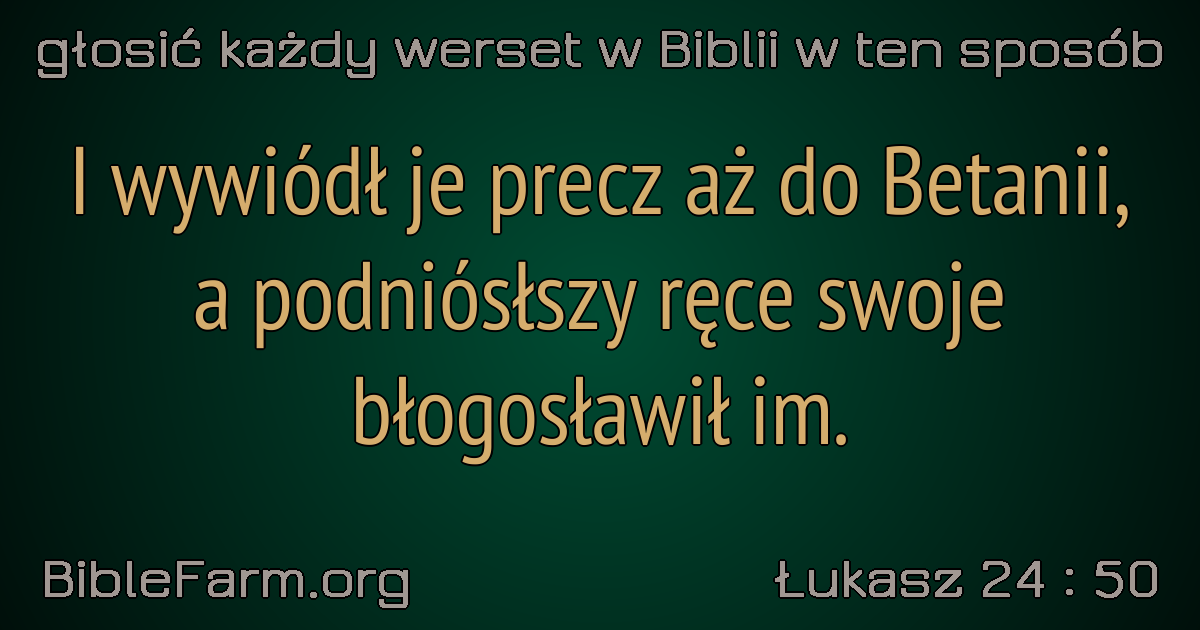 głosić każdy werset w Biblii w ten sposób
I wywiódł je precz aż do Betanii,
a podniósłszy ręce swoje
błogosławił im.
BibleFarm.org
Łukasz 24 : 50